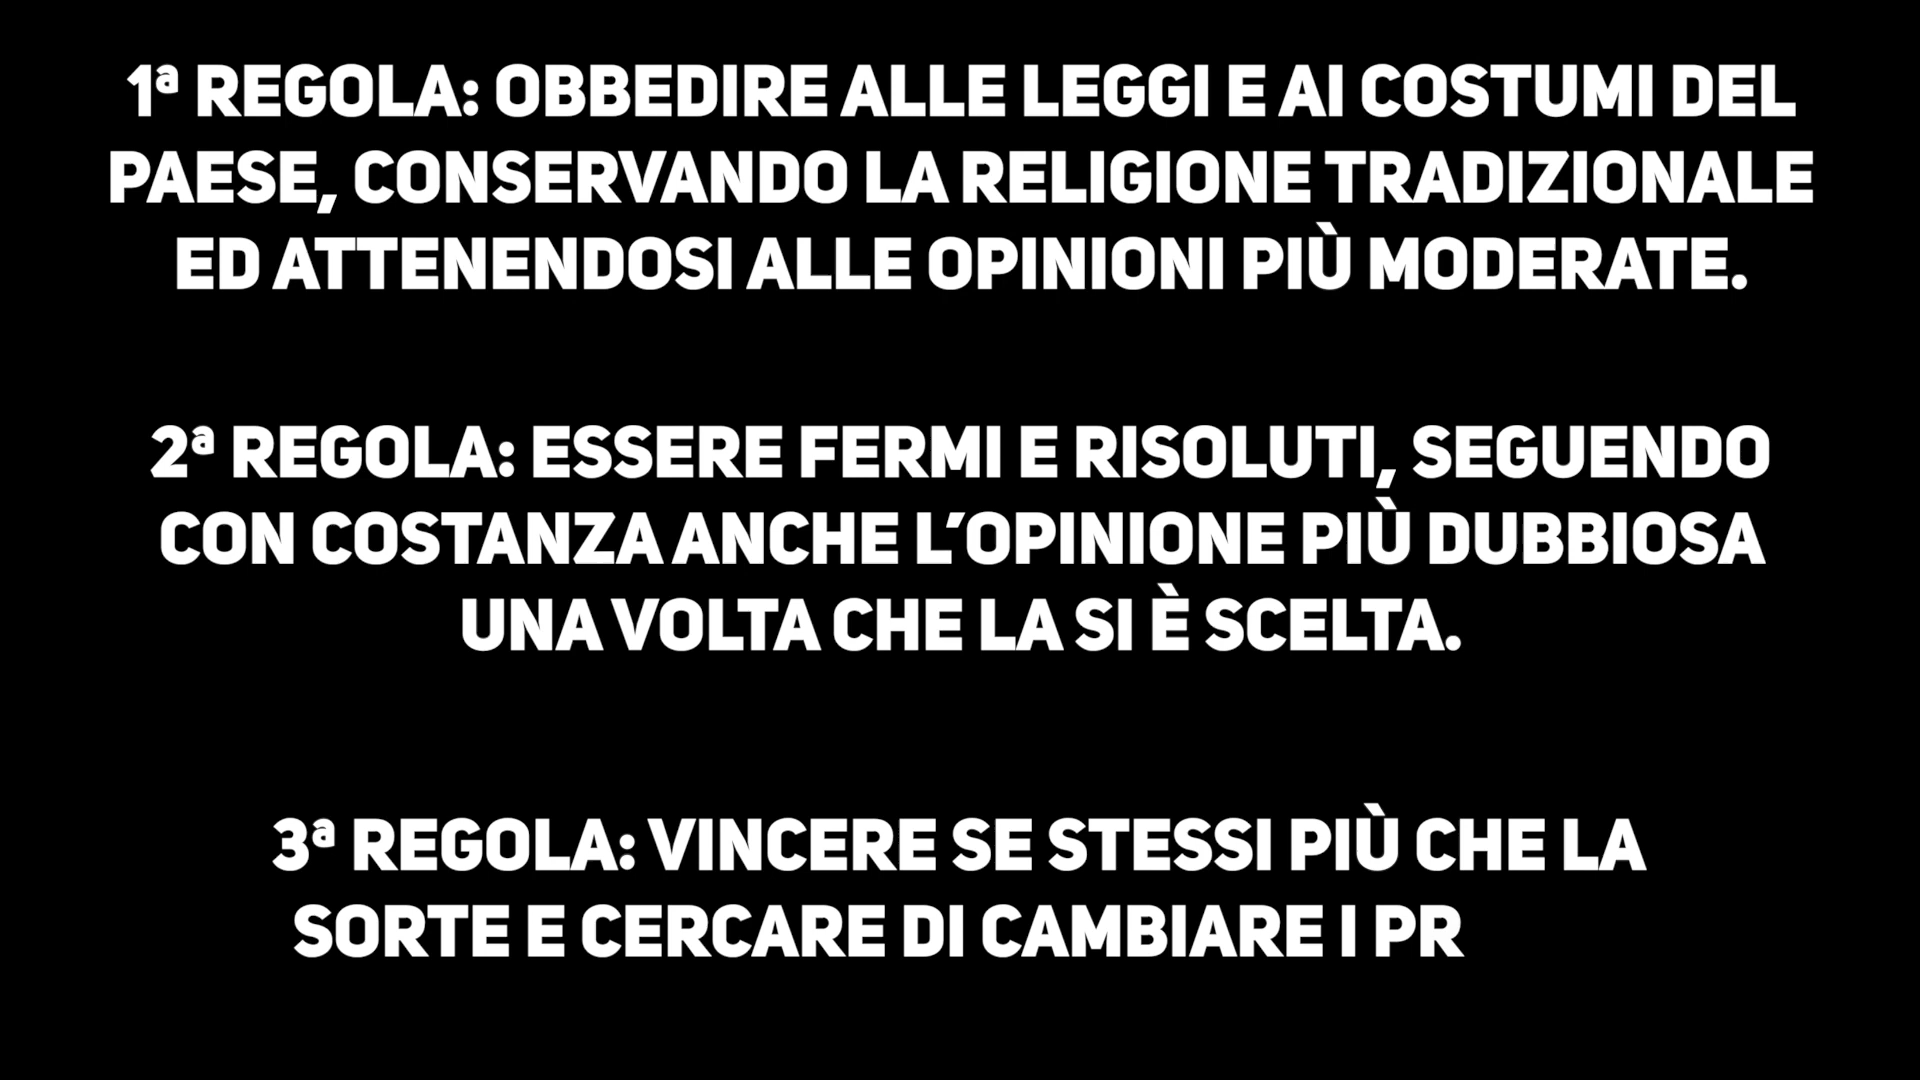 1ª REGOLA: OBBEDIRE ALLE LEGGI E AI COSTUMI DEL
PAESE, CONSERVANDO LA RELIGIONE TRADIZIONALE
ED ATTENENDOSI ALLE OPINIONI PIÙ MODERATE.
2ª REGOLA: ESSERE FERMI E RISOLUTI, SEGUENDO
CON COSTANZA ANCHE L’OPINIONE PIÙ DUBBIOSA
UNA VOLTA CHE LA SI È SCELTA.
3ª REGOLA: VINCERE SE STESSI PIÙ CHE LA
SORTE E CERCARE DI CAMBIARE I PR